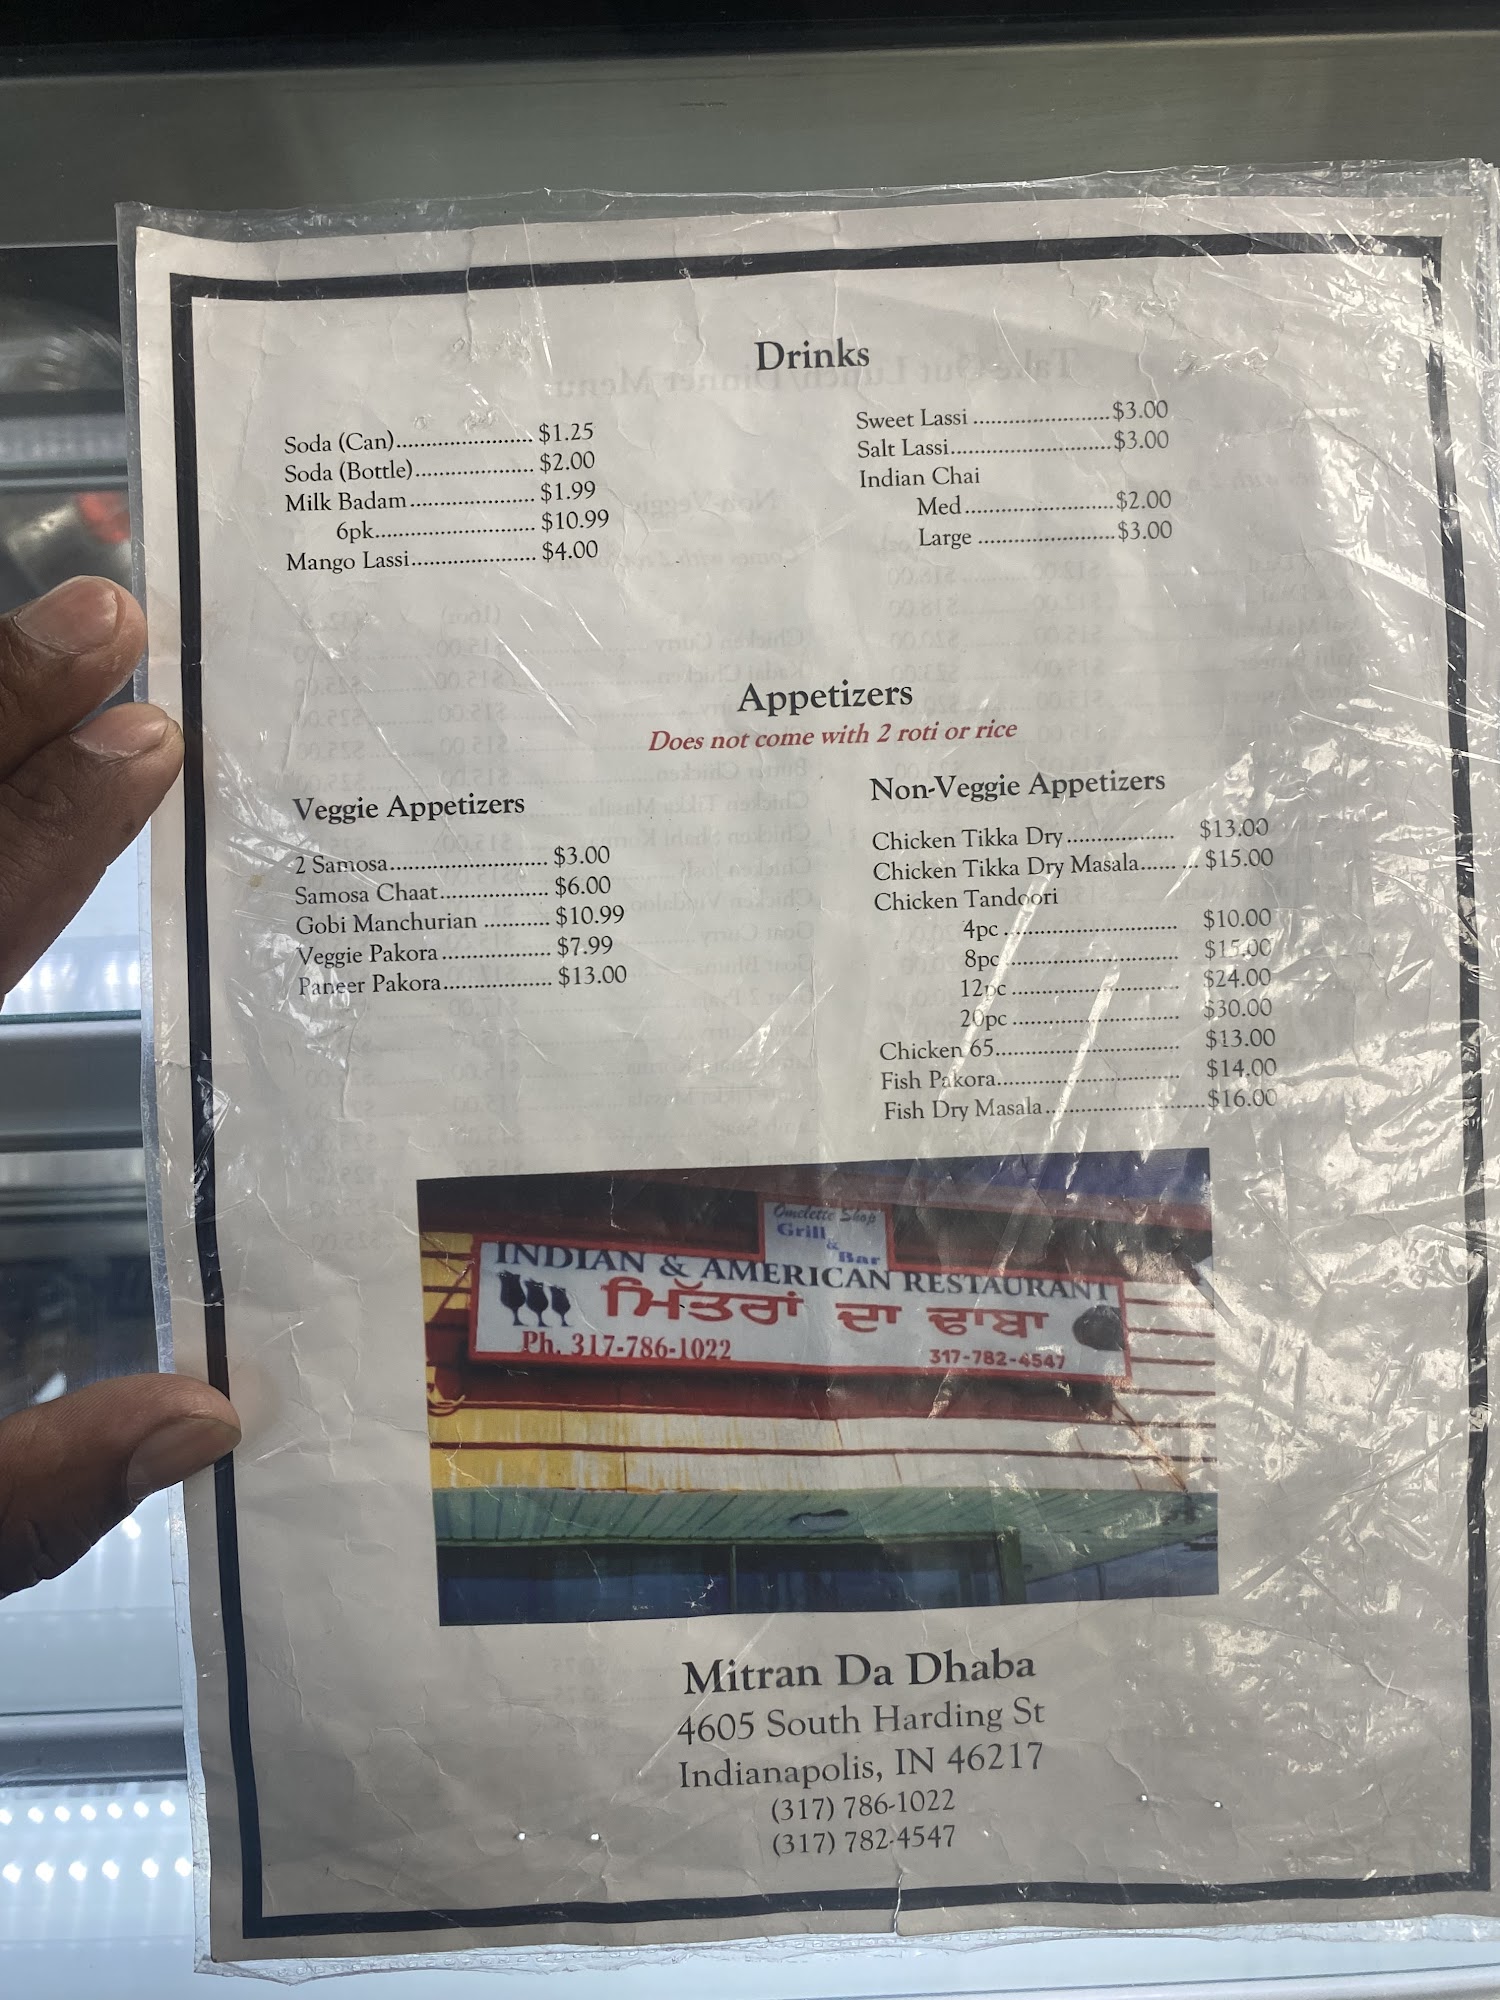 Drinks
Soda (Can)....................... $1.25
Soda (Bottle).................... $2.00
Milk Badam..................... $1.99
6pk........................... $10.99
Mango Lassi..................... $4.00
Sweet Lassi .......................$3.00
Salt Lassi...........................$3.00
Indian Chai
Med.........................$2.00
Large .......................$3.00
Appetizers
Does not come with 2 roti or rice
Veggie Appetizers
2 Samosa.......................... $3.00
Samosa Chaat.................. $6.00
Gobi Manchurian ........... $10.99
Veggie Pakora.................. $7.99
Paneer Pakora.................. $13.00
Non-Veggie Appetizers
Chicken Tikka Dry.................. $13.00
Chicken Tikka Dry Masala...... ... $15.00
Chicken Tandoori
4pc ............................. $10.00
8pc ............................ $15.00
12pc ............................ $24.00
20pc ............................ $30.00
Chicken 65............................... $13.00
Fish Pakora.............................. $14.00
Fish Dry Masala...........................$16.00
Omelette Shop
Grill
&
Bar
INDIAN & AMERICAN RESTAURANT
ਮਿੱਤਰਾਂ ਦਾ ਢਾਬਾ
Ph. 317-786-1022
317-782-4547
Mitran Da Dhaba
4605 South Harding St
Indianapolis, IN 46217
(317) 786-1022
(317) 782-4547